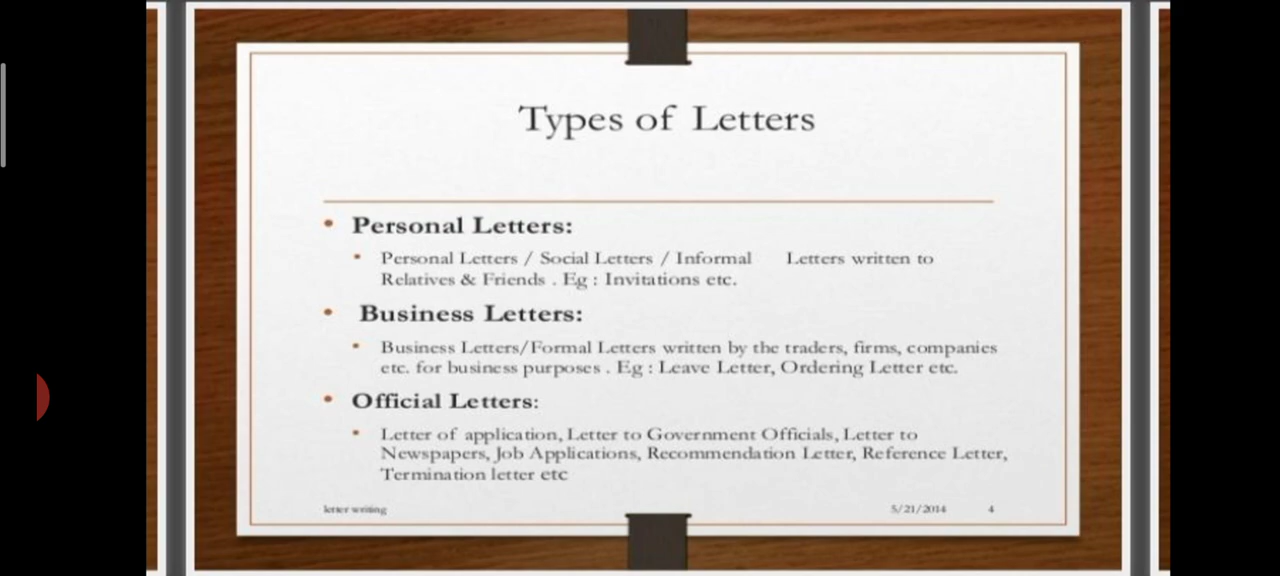 Types of Letters
• Personal Letters:
• Personal Letters / Social Letters / Informal Letters written to
Relatives & Friends . Eg : Invitations etc.
• Business Letters:
• Business Letters/Formal Letters written by the traders, firms, companies
etc. for business purposes . Eg : Leave Letter, Ordering Letter etc.
• Official Letters:
• Letter of application, Letter to Government Officials, Letter to
Newspapers, Job Applications, Recommendation Letter, Reference Letter,
Termination letter etc
letter writing 5/21/2014 4